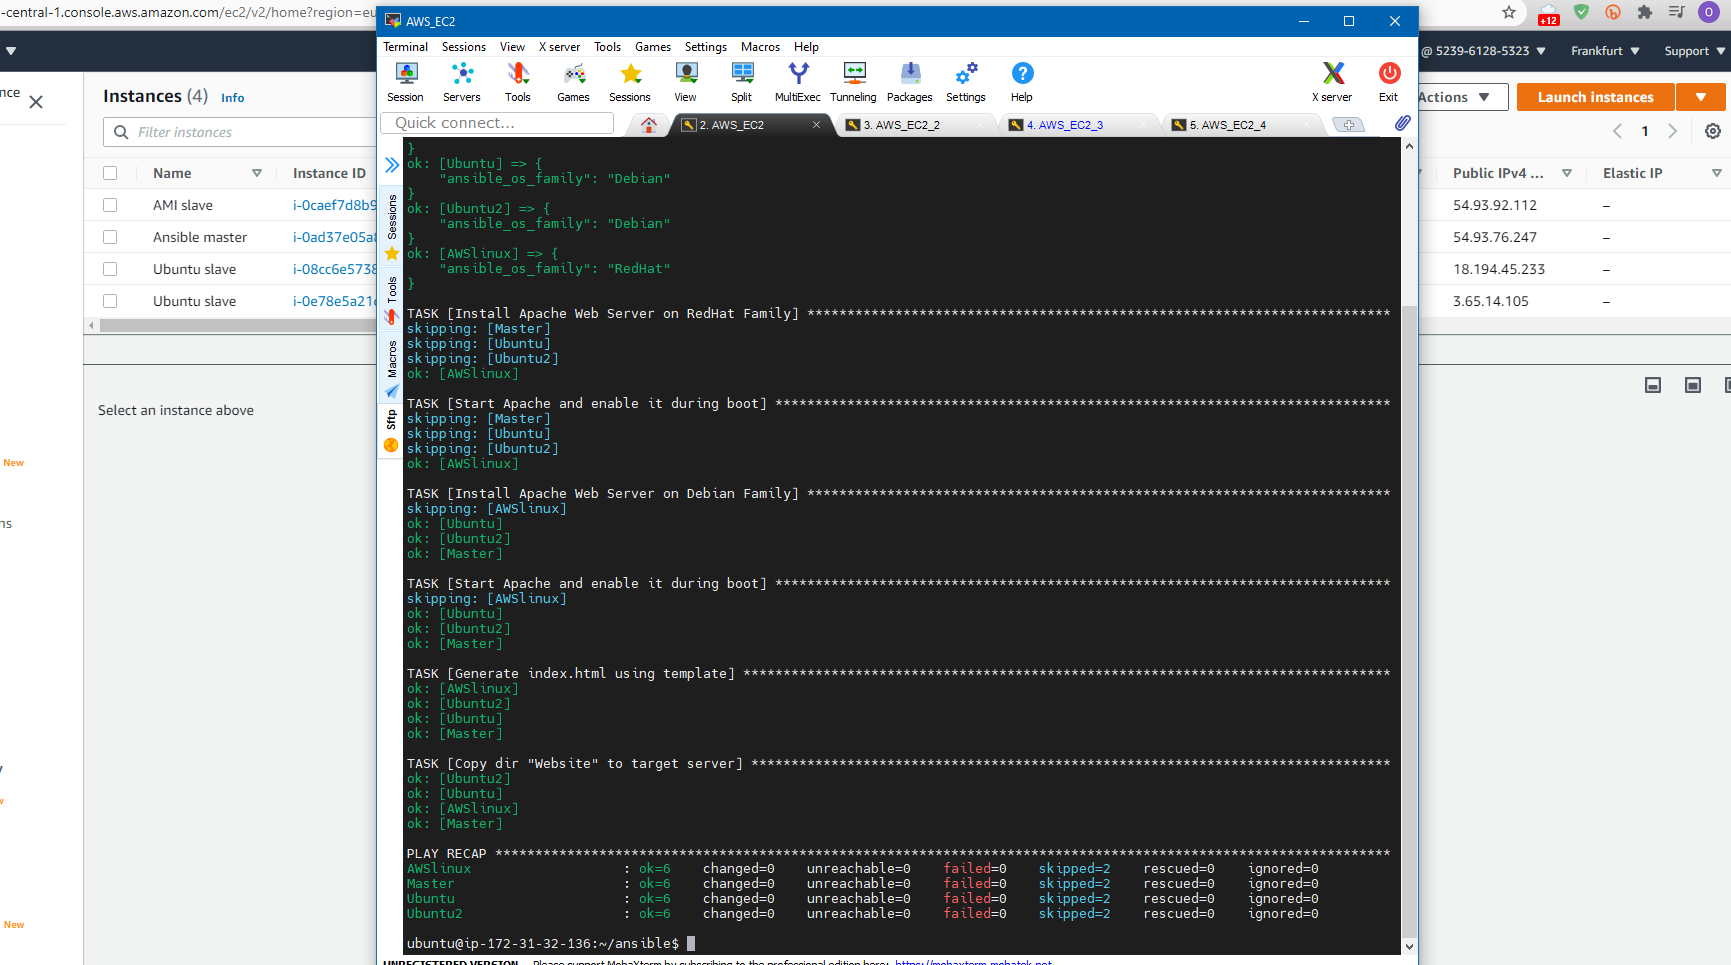 -central-1.console.aws.amazon.com/ec2/v2/home?region=eu
+12
O
AWS_EC2
@ 5239-6128-5323 Frankfurt Support
Terminal Sessions View X server Tools Games Settings Macros Help
Session Servers Tools Games Sessions View Split MultiExec Tunneling Packages Settings Help X server Exit
nce
Instances (4) Info
Actions Launch instances
Filter instances
1
Quick connect...
2. AWS_EC2
3. AWS_EC2_2
4. AWS_EC2_3
5. AWS_EC2_4
Name Instance ID
Public IPv4 ... Elastic IP
AMI slave i-0caef7d8b9
54.93.92.112 –
Ansible master i-0ad37e05a
54.93.76.247 –
Ubuntu slave i-08cc6e5738
18.194.45.233 –
Ubuntu slave i-0e78e5a21
3.65.14.105 –
Select an instance above
New
ns
y
w
New
Sessions
Tools
Macros
Sftp
}
ok: [Ubuntu] => {
"ansible_os_family": "Debian"
}
ok: [Ubuntu2] => {
"ansible_os_family": "Debian"
}
ok: [AWSlinux] => {
"ansible_os_family": "RedHat"
}
TASK [Install Apache Web Server on RedHat Family] *************************************************************************
skipping: [Master]
skipping: [Ubuntu]
skipping: [Ubuntu2]
ok: [AWSlinux]
TASK [Start Apache and enable it during boot] *****************************************************************************
skipping: [Master]
skipping: [Ubuntu]
skipping: [Ubuntu2]
ok: [AWSlinux]
TASK [Install Apache Web Server on Debian Family] *************************************************************************
skipping: [AWSlinux]
ok: [Ubuntu]
ok: [Ubuntu2]
ok: [Master]
TASK [Start Apache and enable it during boot] *****************************************************************************
skipping: [AWSlinux]
ok: [Ubuntu]
ok: [Ubuntu2]
ok: [Master]
TASK [Generate index.html using template] *********************************************************************************
ok: [AWSlinux]
ok: [Ubuntu2]
ok: [Ubuntu]
ok: [Master]
TASK [Copy dir "Website" to target server] ********************************************************************************
ok: [Ubuntu2]
ok: [Ubuntu]
ok: [AWSlinux]
ok: [Master]
PLAY RECAP ****************************************************************************************************************
AWSlinux : ok=6 changed=0 unreachable=0 failed=0 skipped=2 rescued=0 ignored=0
Master : ok=6 changed=0 unreachable=0 failed=0 skipped=2 rescued=0 ignored=0
Ubuntu : ok=6 changed=0 unreachable=0 failed=0 skipped=2 rescued=0 ignored=0
Ubuntu2 : ok=6 changed=0 unreachable=0 failed=0 skipped=2 rescued=0 ignored=0
ubuntu@ip-172-31-32-136:~/ansible$
UNREGISTERED VERSION - Please support MobaXterm by subscribing to the professional edition here: https://mobaxterm.mobatek.net